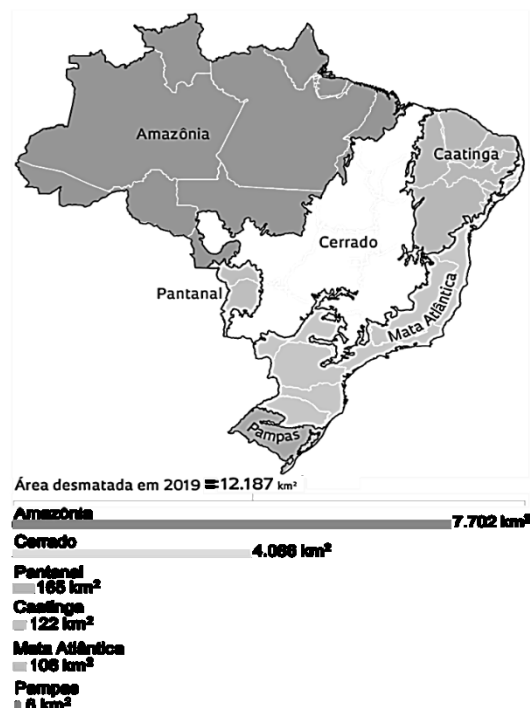 Amazônia
Caatinga
Cerrado
Pantanal
Mata Atlântica
Pampas
Área desmatada em 2019 = 12.187 km²
Amazônia
7.702 km²
Cerrado
4.086 km²
Pantanal
165 km²
Caatinga
122 km²
Mata Atlântica
106 km²
Pampas
6 km²